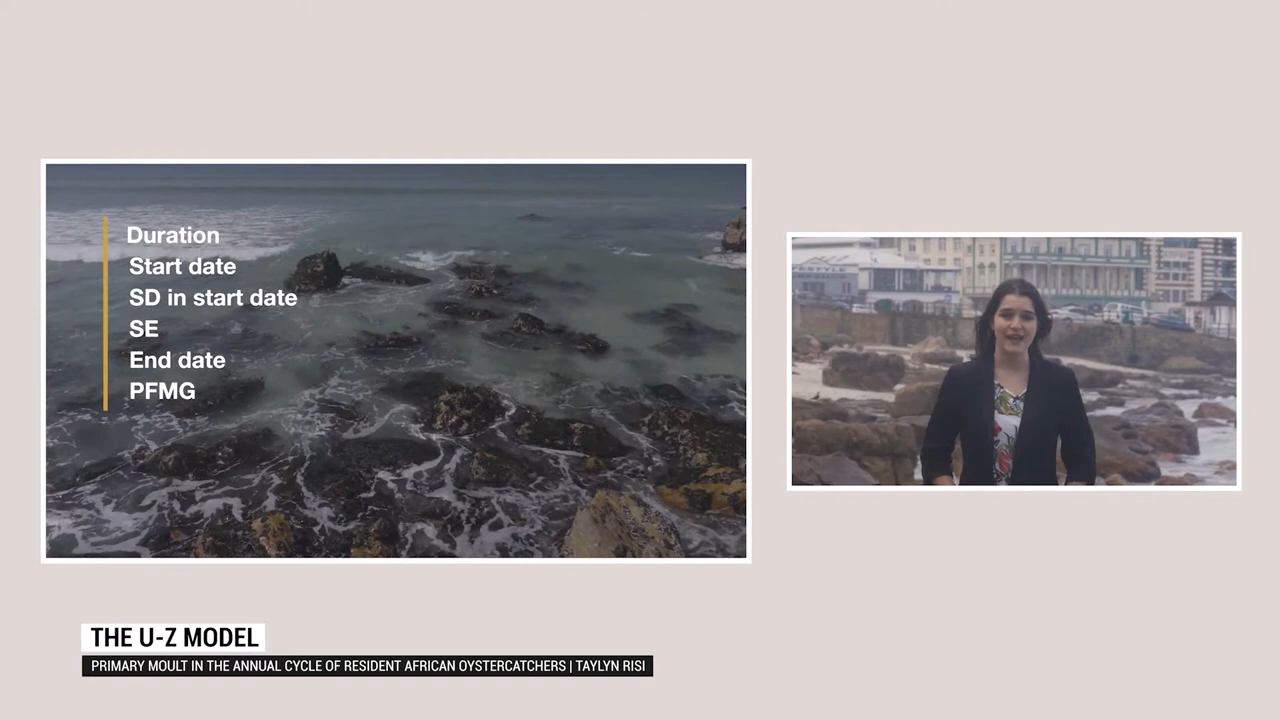 Duration
Start date
SD in start date
SE
End date
PFMG
THE U-Z MODEL
PRIMARY MOULT IN THE ANNUAL CYCLE OF RESIDENT AFRICAN OYSTERCATCHERS | TAYLYN RISI